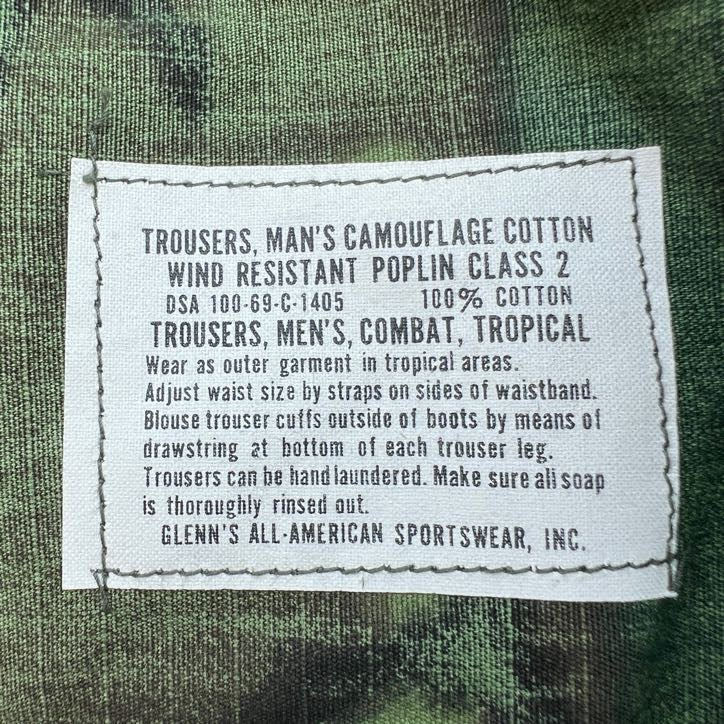 TROUSERS, MAN'S CAMOUFLAGE COTTON
WIND RESISTANT POPLIN CLASS 2
DSA 100-69-C-1405 100% COTTON
TROUSERS, MEN'S, COMBAT, TROPICAL
Wear as outer garment in tropical areas.
Adjust waist size by straps on sides of waistband.
Blouse trouser cuffs outside of boots by means of
drawstring at bottom of each trouser leg.
Trousers can be hand laundered. Make sure all soap
is thoroughly rinsed out.
GLENN'S ALL-AMERICAN SPORTSWEAR, INC.